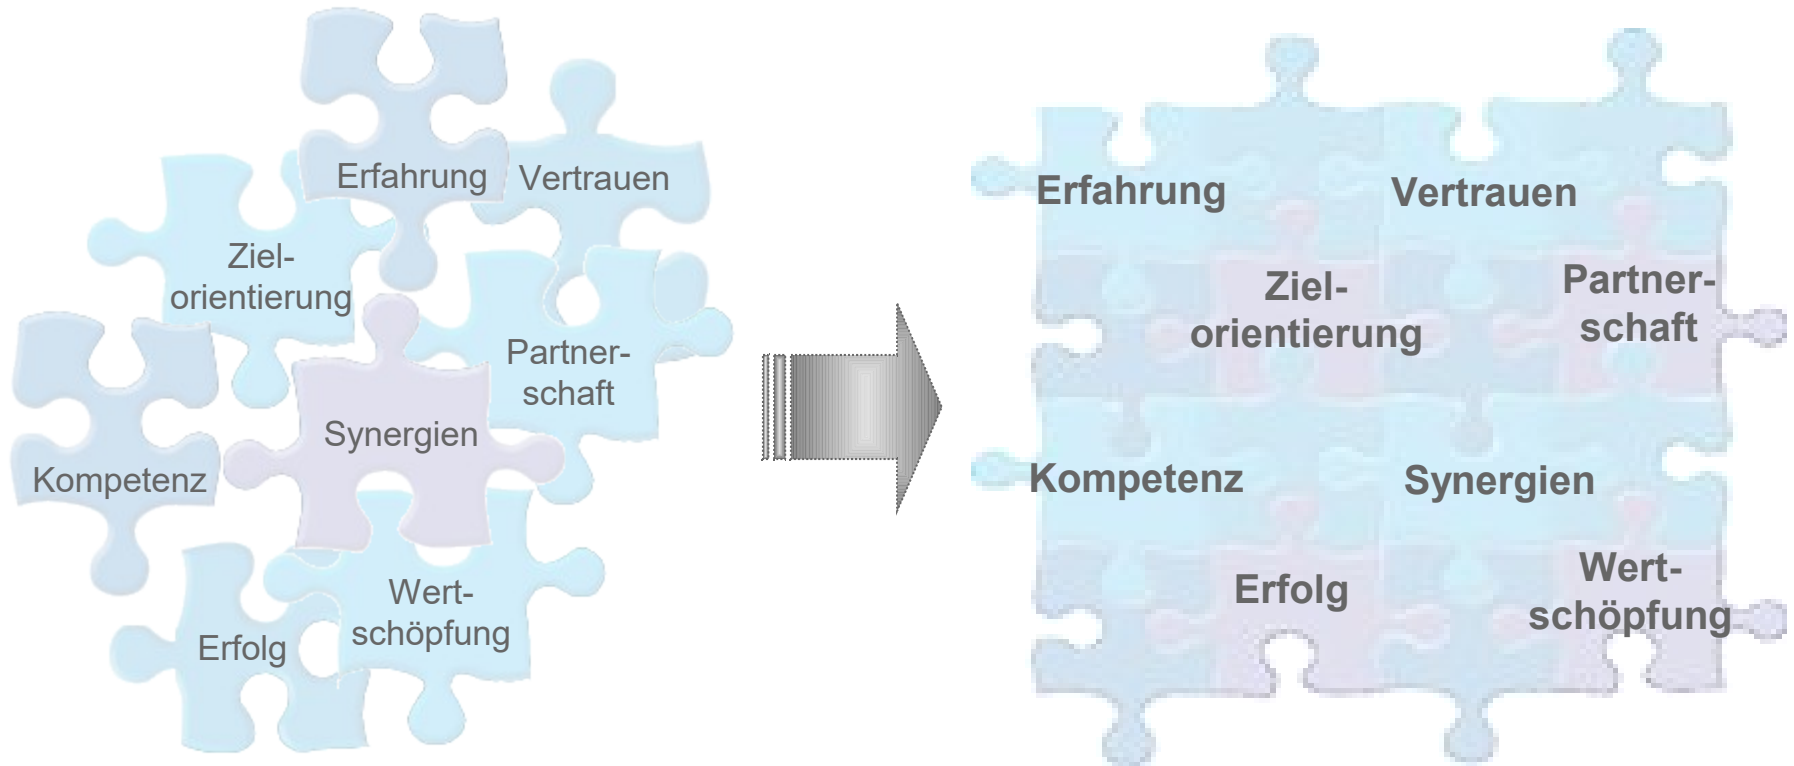 Erfahrung
Vertrauen
Ziel-
orientierung
Partner-
schaft
Synergien
Kompetenz
Wert-
schöpfung
Erfolg
Erfahrung
Vertrauen
Ziel-
orientierung
Partner-
schaft
Kompetenz
Synergien
Erfolg
Wert-
schöpfung